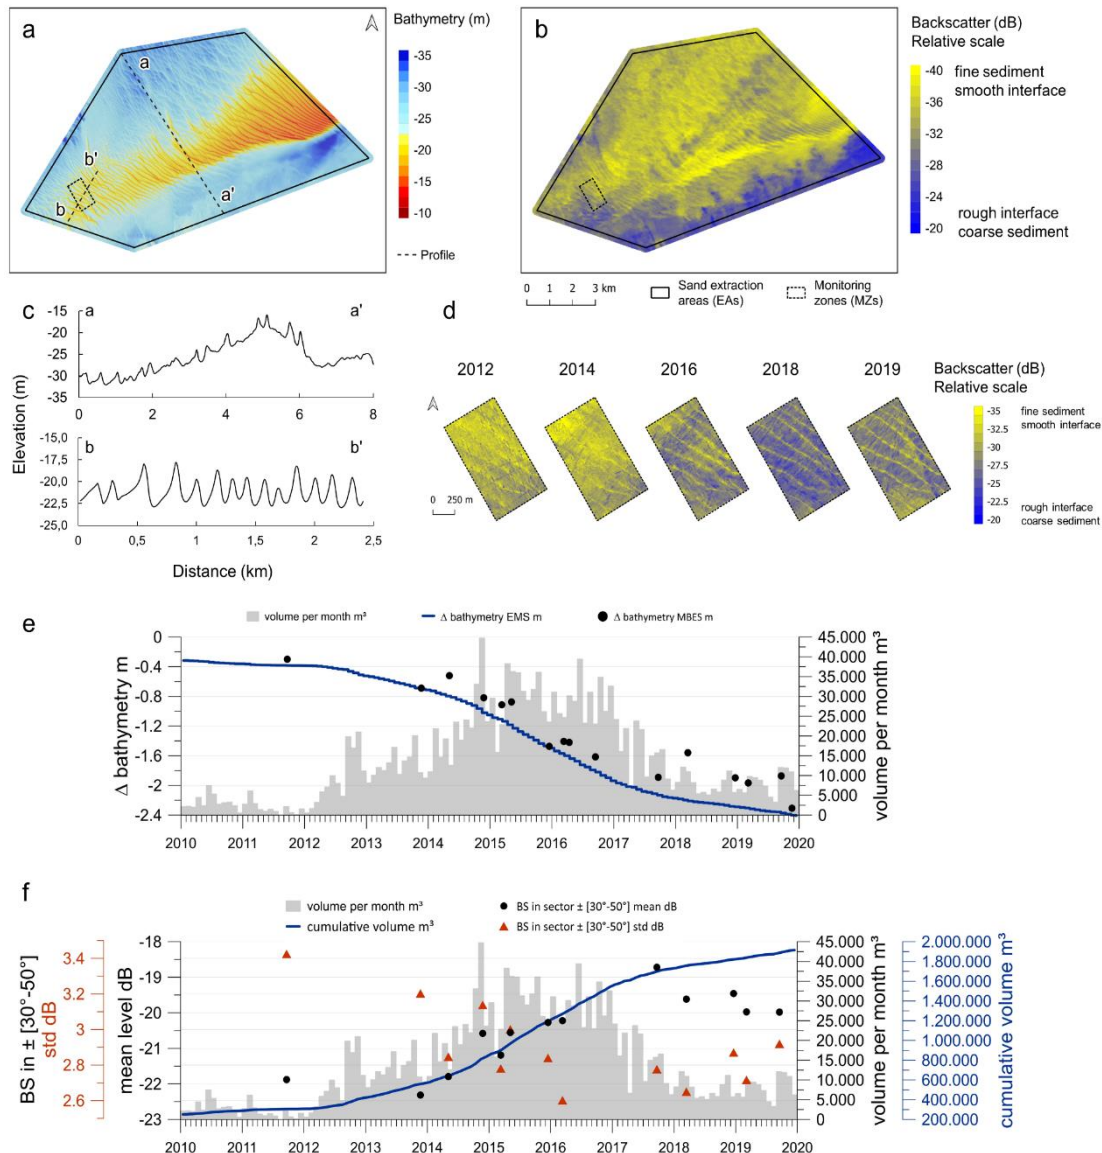 a
Bathymetry (m)
-35
-30
-25
-20
-15
-10
Profile
a
a'
b'
b
b
Backscatter (dB)
Relative scale
-40
-36
-32
-28
-24
-20
fine sediment
smooth interface
rough interface
coarse sediment
0 1 2 3 km
Sand extraction
areas (EAs)
Monitoring
zones (MZs)
c
a
a'
-15
-20
-25
-30
-35
0 2 4 6 8
Elevation (m)
-15,0
-17,5
-20,0
-22,5
-25,0
b
b'
0 0,5 1 1,5 2 2,5
Distance (km)
d
2012 2014 2016 2018 2019
0 250 m
Backscatter (dB)
Relative scale
-35
-32.5
-30
-27.5
-25
-22.5
-20
fine sediment
smooth interface
rough interface
coarse sediment
e
volume per month m³ Δ bathymetry EMS m Δ bathymetry MBES m
Δ bathymetry m
0
-0.4
-0.8
-1.2
-1.6
-2
-2.4
45.000
40.000
35.000
30.000
25.000
20.000
15.000
10.000
5.000
0
volume per month m³
2010 2011 2012 2013 2014 2015 2016 2017 2018 2019 2020
f
volume per month m³ BS in sector ± [30°-50°] mean dB
cumulative volume m³ BS in sector ± [30°-50°] std dB
BS in ± [30°-50°]
std dB
3.4
3.2
3
2.8
2.6
mean level dB
-18
-19
-20
-21
-22
-23
45.000
40.000
35.000
30.000
25.000
20.000
15.000
10.000
5.000
0
volume per month m³
2.000.000
1.800.000
1.600.000
1.400.000
1.200.000
1.000.000
800.000
600.000
400.000
200.000
cumulative volume m³
2010 2011 2012 2013 2014 2015 2016 2017 2018 2019 2020